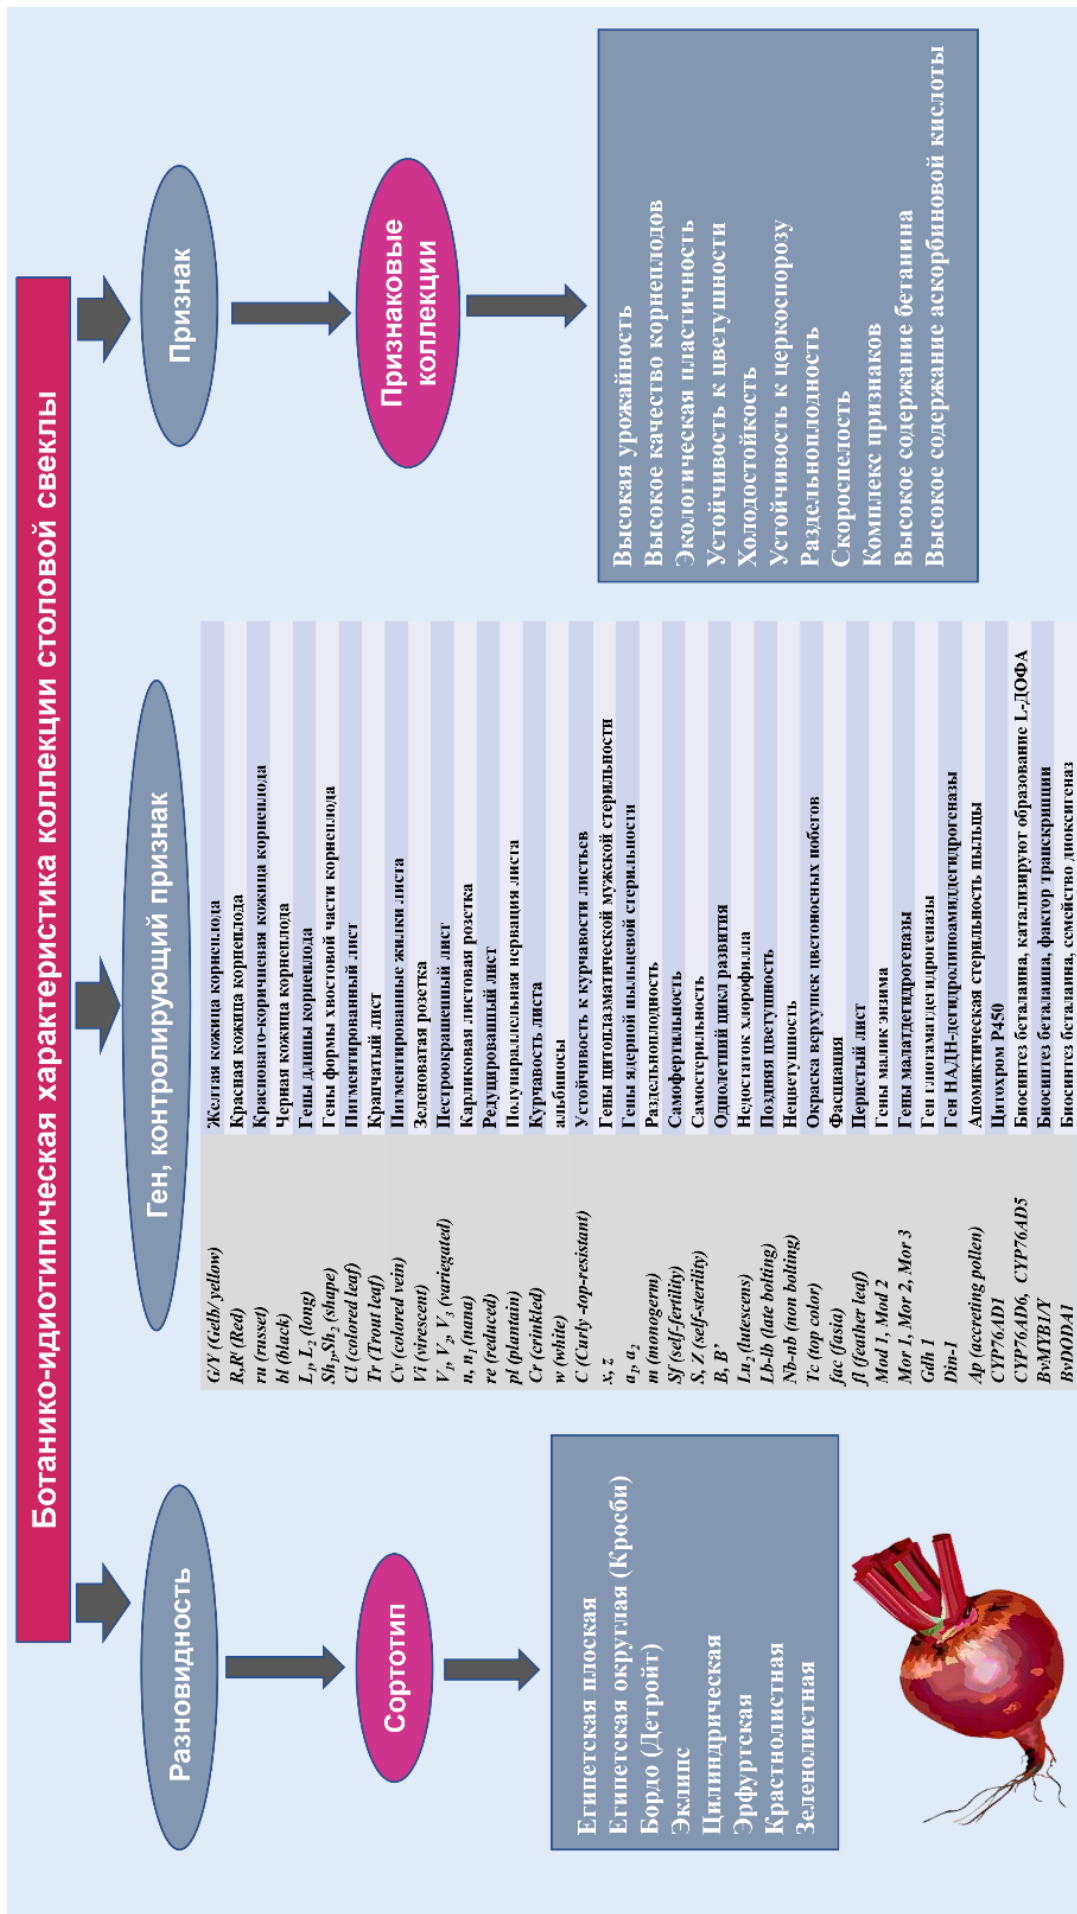 Ботанико-идиотипическая характеристика коллекции столовой свеклы
Разновидность
Сортотип
Египетская плоская
Египетская округлая (Кросби)
Бордо (Детройт)
Эклипс
Цилиндрическая
Эрфуртская
Краснтолистная
Зеленолистная
Ген, контролирующий признак
G/Y (Gelb/ yellow) Желтая кожица корнеплода
R,R' (Red) Красная кожица корнеплода
ru (russet) Красновато-коричневая кожица корнеплода
bl (black) Черная кожица корнеплода
L₁, L₂ (long) Гены длины корнеплода
Sh₁,Sh₂ (shape) Гены формы хвостовой части корнеплода
Ct (colored leaf) Пигментированный лист
Tr (Trout leaf) Крапчатый лист
Cv (colored vein) Пигментированные жилки листа
Vi (virescent) Зеленоватая розетка
V₁, V₂, V₃ (variegated) Пестроокрашенный лист
n, n₁ (nana) Карликовая листовая розетка
re (reduced) Редуцированный лист
pl (plantain) Полупараллельная нервация листа
Cr (crinkled) Курчавость листа
w (white) альбиносы
C (Curly -top-resistant) Устойчивость к курчавости листьев
x, z Гены цитоплазматической мужской стерильности
a₁, a₂ Гены ядерной пыльцевой стерильности
m (monogerm) Раздельноплодность
Sf (self-fertility) Самофертильность
S, Z (self-sterility) Самостерильность
B, B' Однолетний цикл развития
Lu₂ (lutescens) Недостаток хлорофилла
Lb-lb (late bolting) Поздняя цветушность
Nb-nb (non bolting) Нецветушность
Tc (top color) Окраска верхушек цветоносных побегов
fac (fasia) Фасциация
fl (feather leaf) Перистый лист
Mod 1, Mod 2 Гены малик энзима
Mor 1, Mor 2, Mor 3 Гены малатдегидрогеназы
Gdh 1 Ген глютаматдегидрогеназы
Din-1 Ген НАДН-дегидролипоамиддегидрогеназы
Ap (accreting pollen) Апомиктическая стерильность пыльцы
CYP76AD1 Цитохром P450
CYP76AD6, CYP76AD5 Биосинтез беталаина, катализируют образование L-ДОФА
BvMYB1/Y Биосинтез беталаина, фактор транскрипции
BvDODA1 Биосинтез беталаина, семейство диоксигеназ
Признак
Признаковые
коллекции
Высокая урожайность
Высокое качество корнеплодов
Экологическая пластичность
Устойчивость к цветушности
Холодостойкость
Устойчивость к церкоспорозу
Раздельноплодность
Скороспелость
Комплекс признаков
Высокое содержание бетанина
Высокое содержание аскорбиновой кислоты